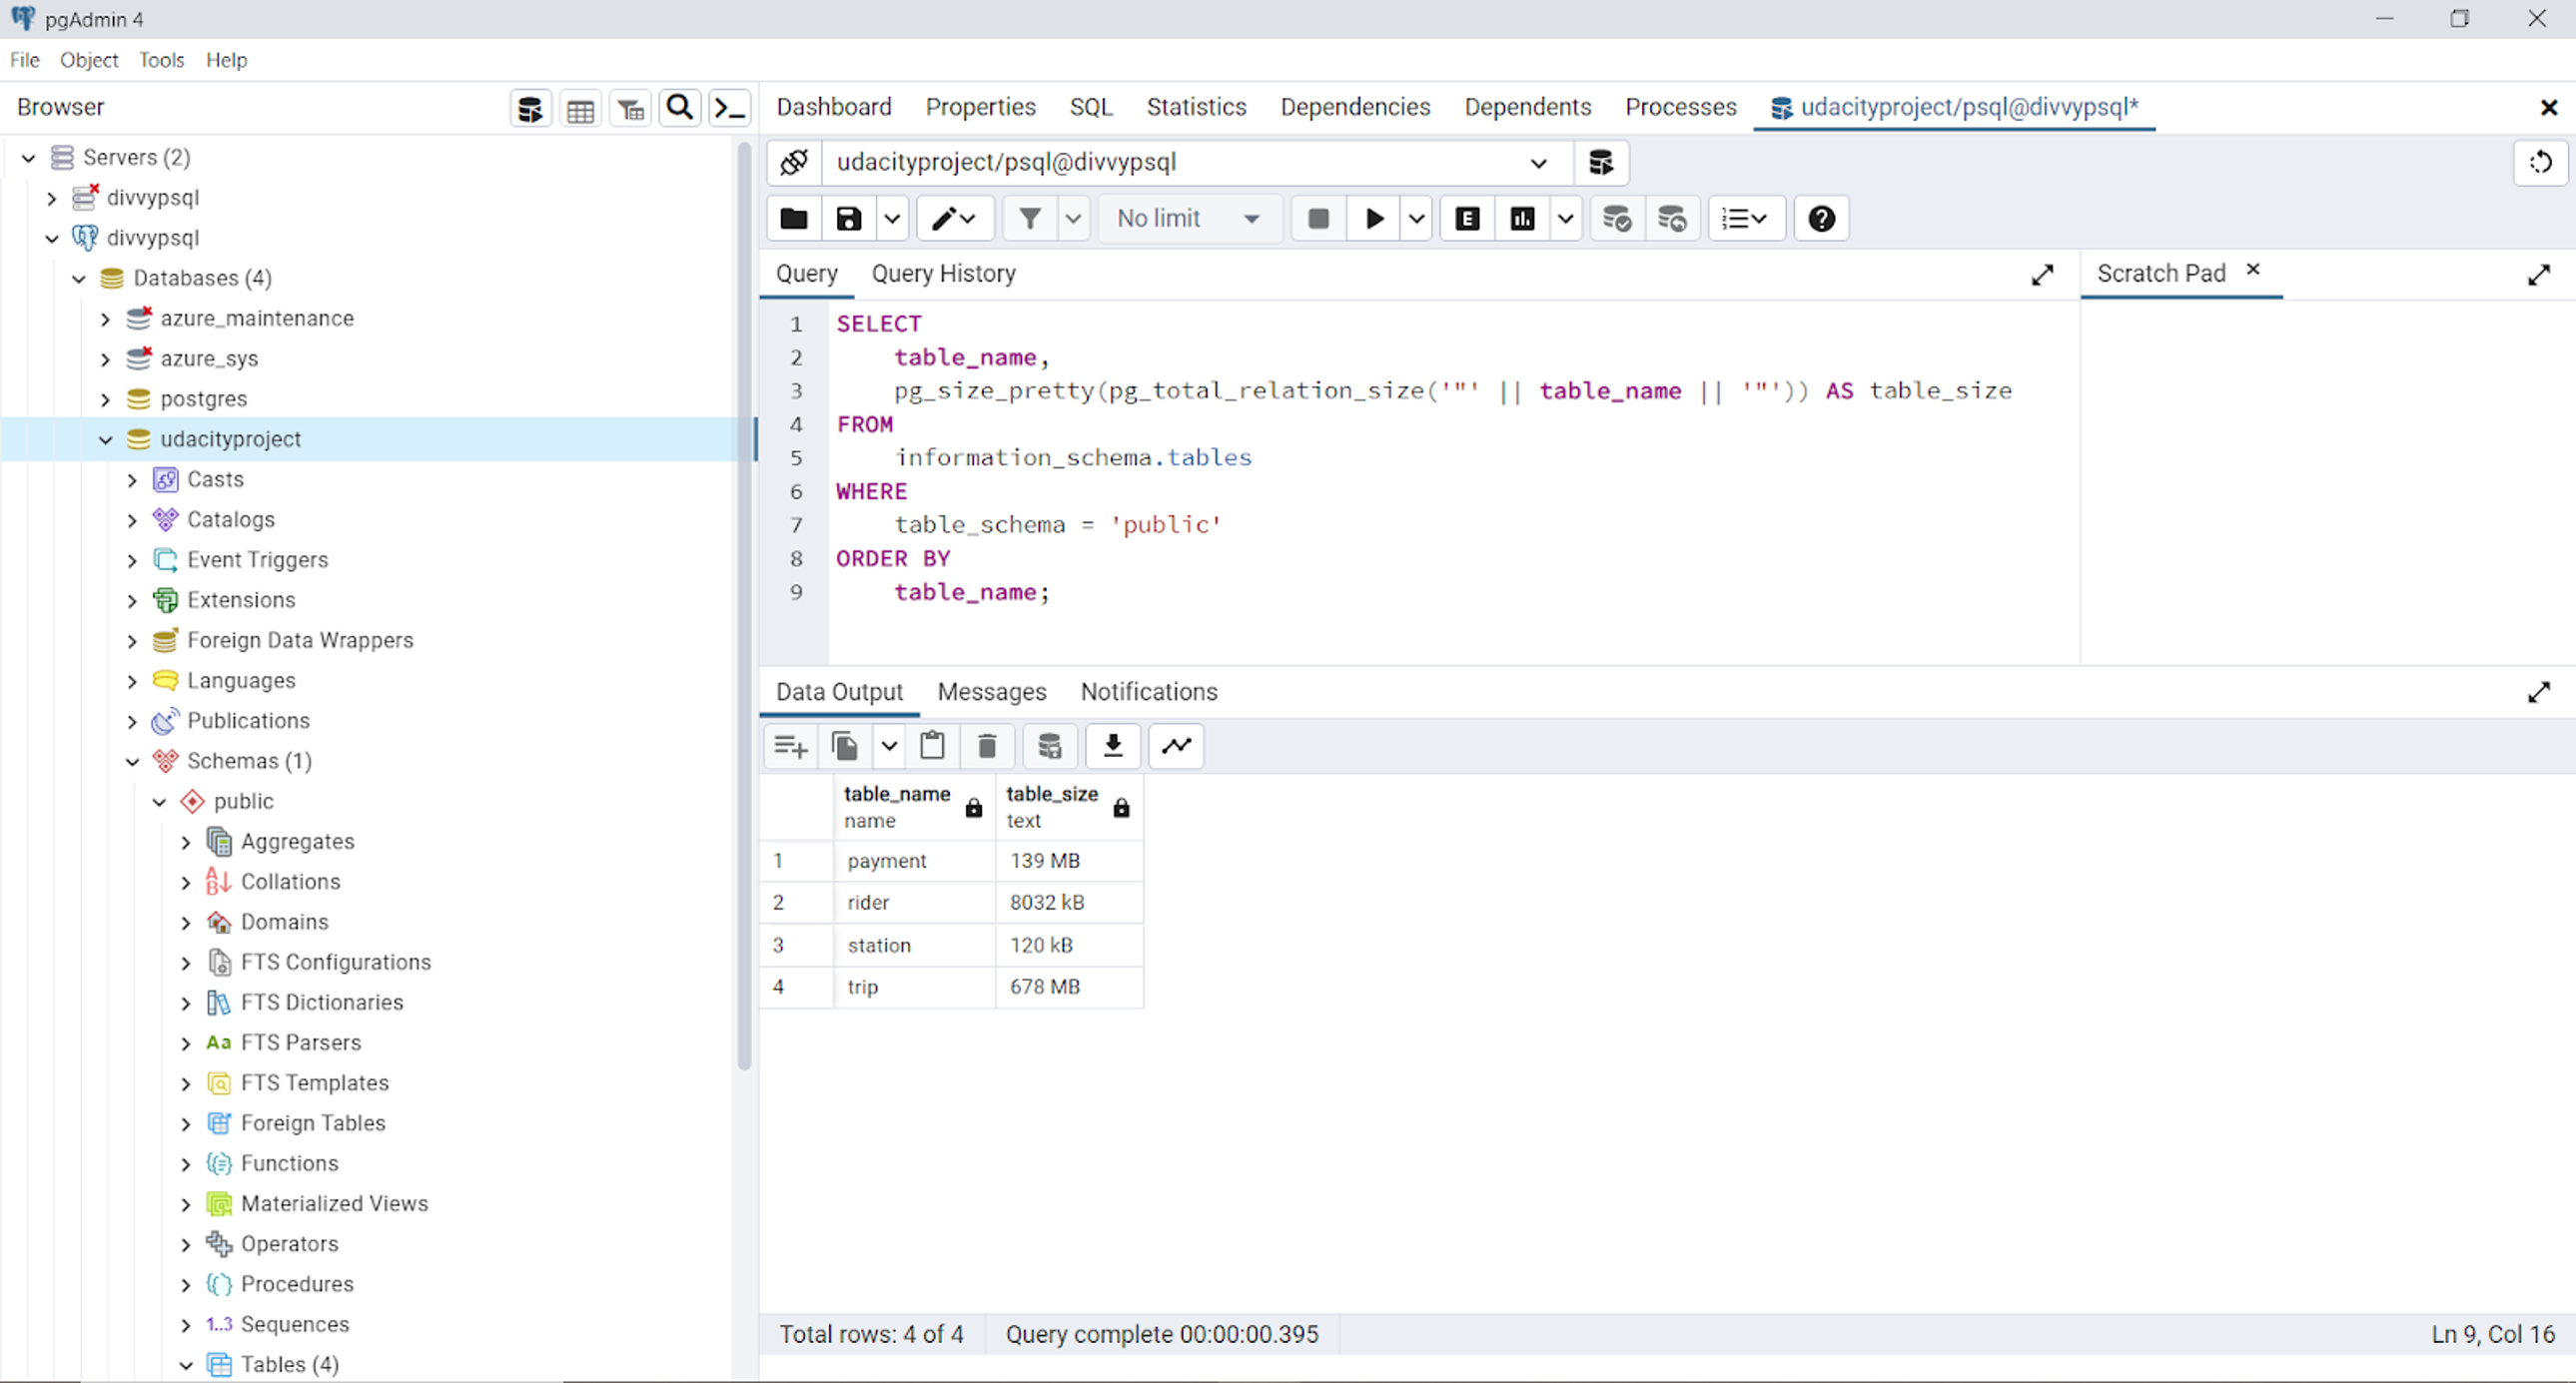 pgAdmin 4
File Object Tools Help
Browser
Dashboard Properties SQL Statistics Dependencies Dependents Processes udacityproject/psql@divvypsql*
Servers (2)
divvypsql
divvypsql
Databases (4)
azure_maintenance
azure_sys
postgres
udacityproject
Casts
Catalogs
Event Triggers
Extensions
Foreign Data Wrappers
Languages
Publications
Schemas (1)
public
Aggregates
Collations
Domains
FTS Configurations
FTS Dictionaries
Aa FTS Parsers
FTS Templates
Foreign Tables
Functions
Materialized Views
Operators
Procedures
1..3 Sequences
Tables (4)
udacityproject/psql@divvypsql
No limit
Query Query History
Scratch Pad
1 SELECT
2 table_name,
3 pg_size_pretty(pg_total_relation_size('"' || table_name || '"')) AS table_size
4 FROM
5 information_schema.tables
6 WHERE
7 table_schema = 'public'
8 ORDER BY
9 table_name;
Data Output Messages Notifications
table_name table_size
name text
1 payment 139 MB
2 rider 8032 kB
3 station 120 kB
4 trip 678 MB
Total rows: 4 of 4 Query complete 00:00:00.395 Ln 9, Col 16